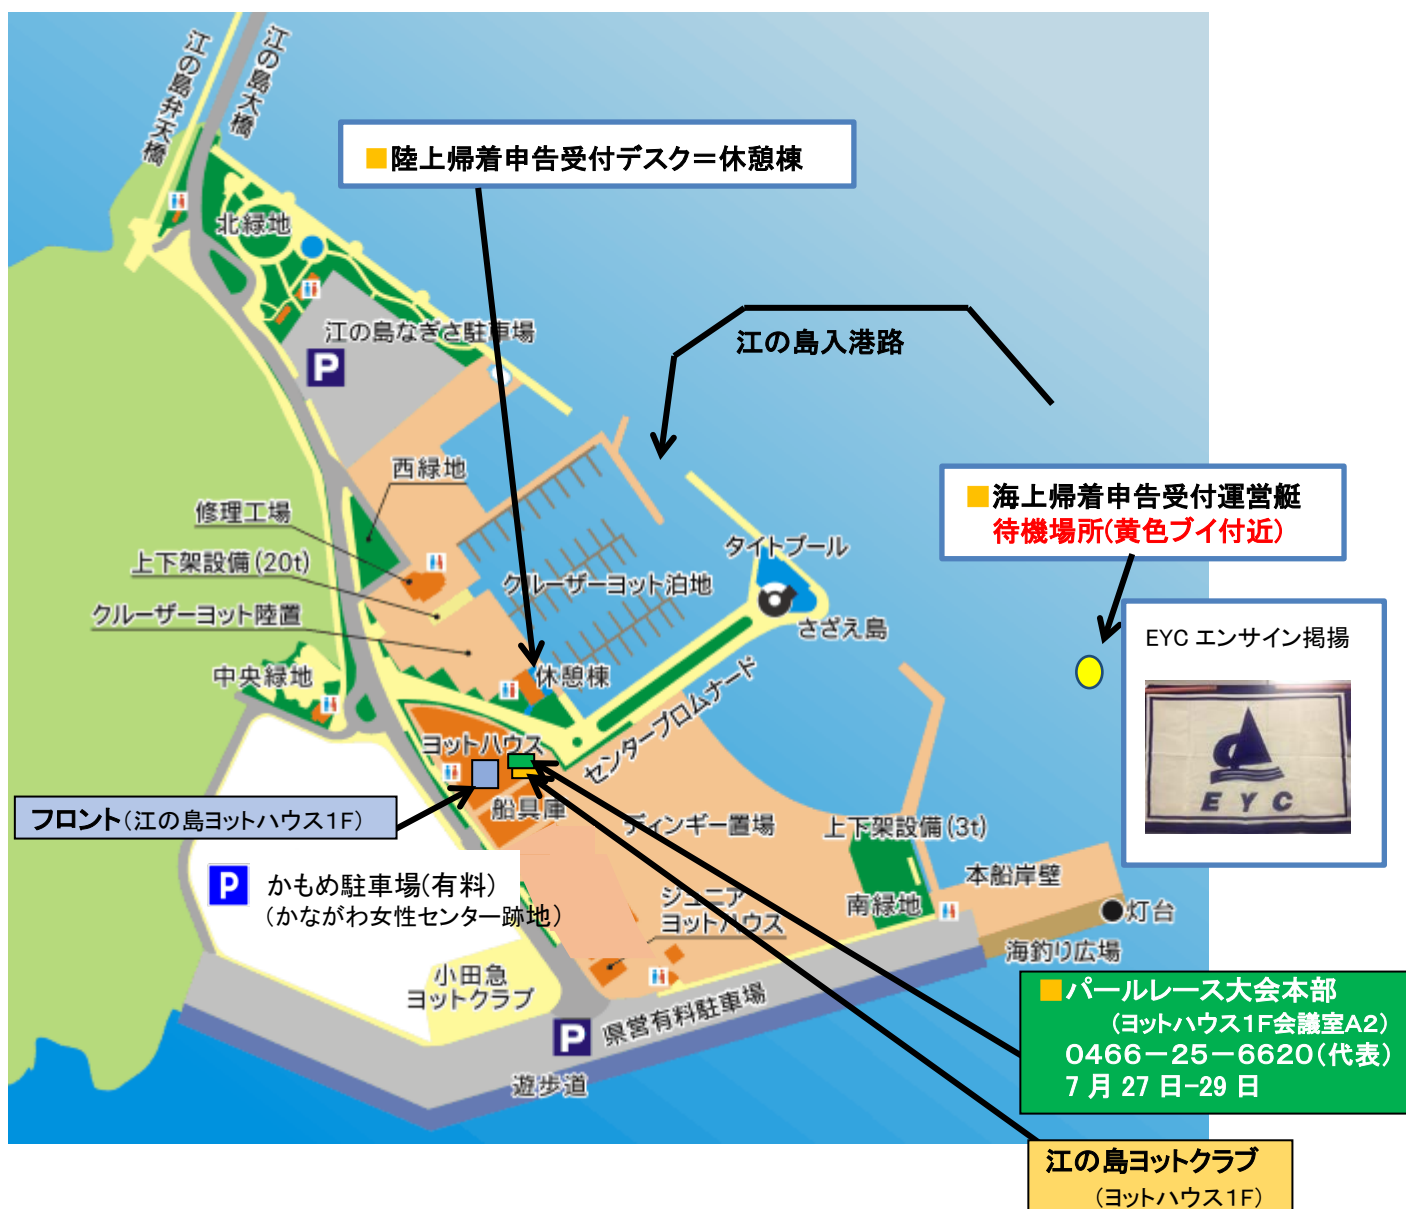 江の島弁天橋
江の島大橋
■陸上帰着申告受付デスク＝休憩棟
北緑地
江の島なぎさ駐車場
P
江の島入港路
西緑地
修理工場
上下架設備(20t)
クルーザーヨット陸置
クルーザーヨット泊地
タイトプール
さざえ島
■海上帰着申告受付運営艇
待機場所(黄色ブイ付近)
EYC エンサイン掲揚
E Y C
中央緑地
休憩棟
センタープロムナード
ヨットハウス
船具庫
フロント(江の島ヨットハウス1F)
ディンギー置場
上下架設備(3t)
P
かもめ駐車場(有料)
(かながわ女性センター跡地)
ジュニア
ヨットハウス
南緑地
本船岸壁
灯台
海釣り広場
小田急
ヨットクラブ
P
県営有料駐車場
遊歩道
■パールレース大会本部
(ヨットハウス1F会議室A2)
0466－25－6620(代表)
7月27日-29日
江の島ヨットクラブ
(ヨットハウス1F)